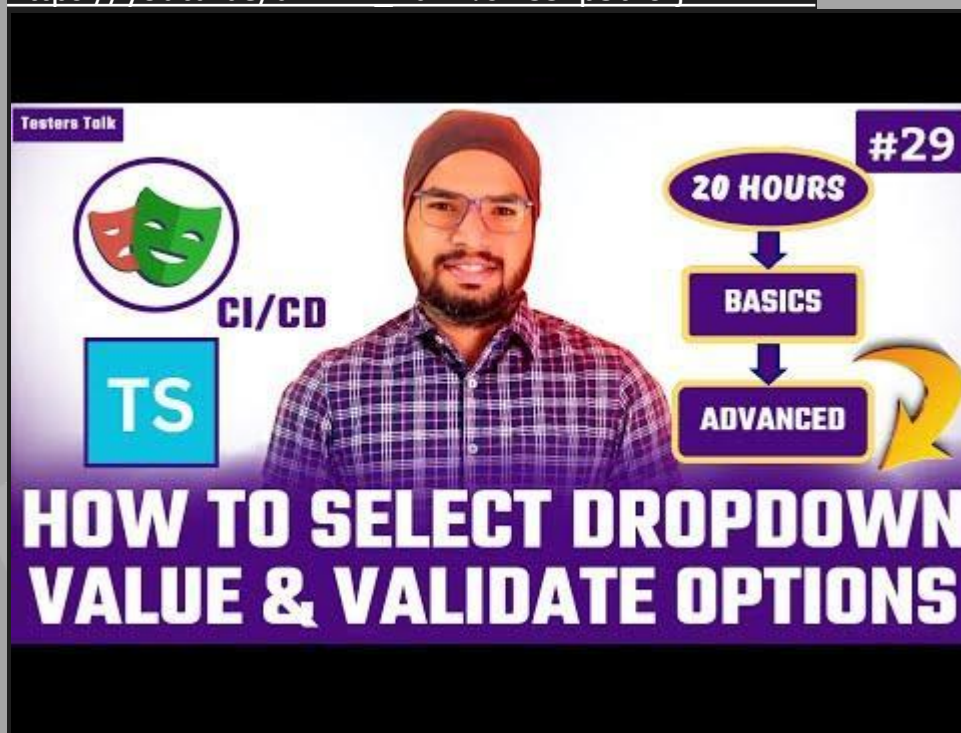 Testers Talk
#29
20 HOURS
CI/CD
BASICS
TS
ADVANCED
HOW TO SELECT DROPDOWN
VALUE & VALIDATE OPTIONS